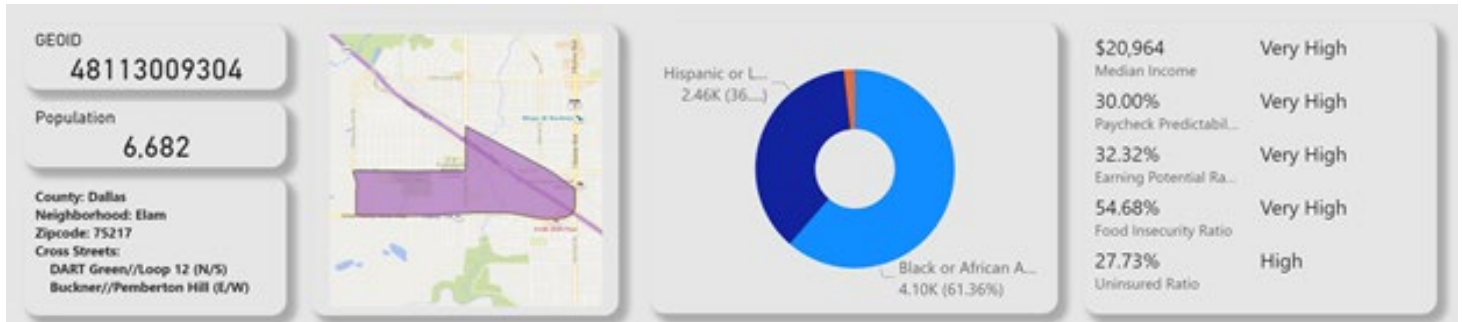 GEOID
48113009304
Population
6,682
County: Dallas
Neighborhood: Elam
Zipcode: 75217
Cross Streets:
DART Green//Loop 12 (N/S)
Buckner//Pemberton Hill (E/W)
Hispanic or L...
2.46K (36....)
Black or African A...
4.10K (61.36%)
$20,964 Very High
Median Income
30.00% Very High
Paycheck Predictabil...
32.32% Very High
Earning Potential Ra...
54.68% Very High
Food Insecurity Ratio
27.73% High
Uninsured Ratio